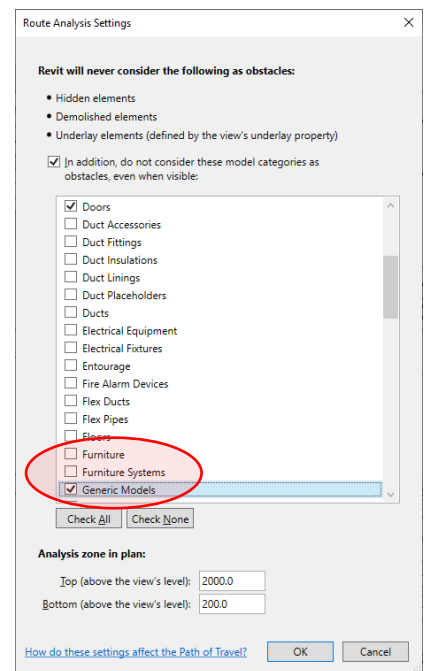 Route Analysis Settings
Revit will never consider the following as obstacles:
• Hidden elements
• Demolished elements
• Underlay elements (defined by the view's underlay property)
In addition, do not consider these model categories as
obstacles, even when visible:
Doors
Duct Accessories
Duct Fittings
Duct Insulations
Duct Linings
Duct Placeholders
Ducts
Electrical Equipment
Electrical Fixtures
Entourage
Fire Alarm Devices
Flex Ducts
Flex Pipes
Floors
Furniture
Furniture Systems
Generic Models
Check All Check None
Analysis zone in plan:
Top (above the view's level): 2000.0
Bottom (above the view's level): 200.0
How do these settings affect the Path of Travel? OK Cancel